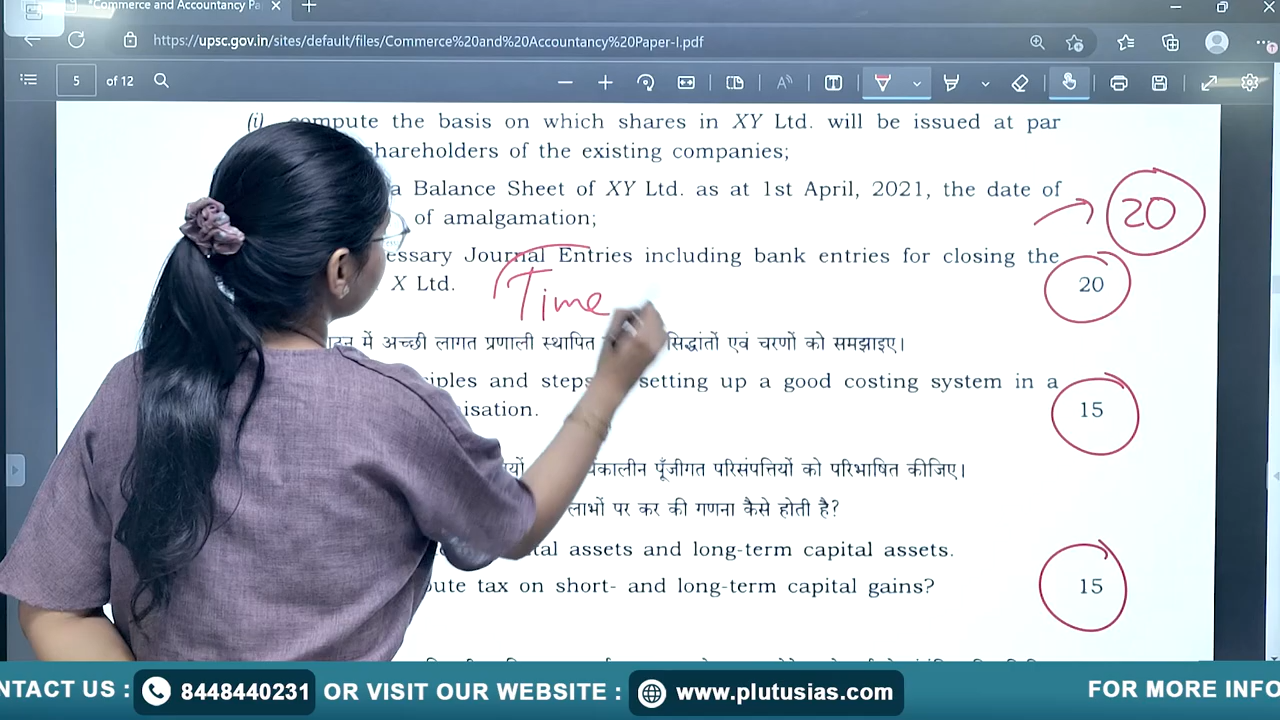 Commerce and Accountancy Pa
https://upsc.gov.in/sites/default/files/Commerce%20and%20Accountancy%20Paper-I.pdf
5 of 12
(i) compute the basis on which shares in XY Ltd. will be issued at par
shareholders of the existing companies;
a Balance Sheet of XY Ltd. as at 1st April, 2021, the date of
of amalgamation;
20
Journal Entries including bank entries for closing the
X Ltd.
20
Time
में अच्छी लागत प्रणाली स्थापित सिद्धांतों एवं चरणों को समझाइए।
and steps setting up a good costing system in a
15
पूँजीगत परिसंपत्तियों को परिभाषित कीजिए।
लाभों पर कर की गणना कैसे होती है?
assets and long-term capital assets.
tax on short- and long-term capital gains?
15
NTACT US : 8448440231 OR VISIT OUR WEBSITE : www.plutusias.com FOR MORE INFO